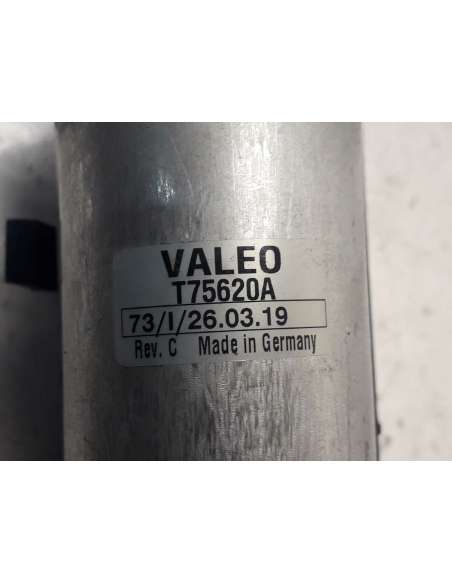 VALEO
T75620A
73/I/26.03.19
Rev. C Made in Germany